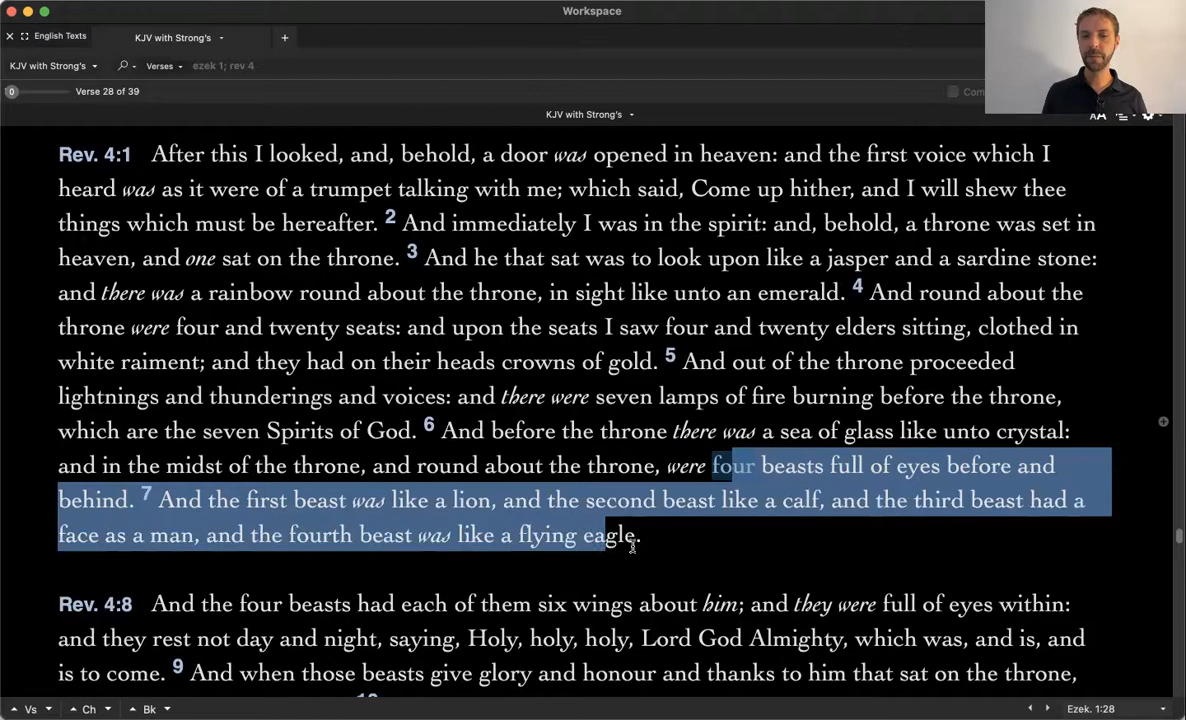 Workspace
English Texts
KJV with Strong's
KJV with Strong's
Verses
ezek 1; rev 4
0
Verse 28 of 39
Com
KJV with Strong's
AA
Rev. 4:1 After this I looked, and, behold, a door was opened in heaven: and the first voice which I
heard was as it were of a trumpet talking with me; which said, Come up hither, and I will shew thee
things which must be hereafter. 2 And immediately I was in the spirit: and, behold, a throne was set in
heaven, and one sat on the throne. 3 And he that sat was to look upon like a jasper and a sardine stone:
and there was a rainbow round about the throne, in sight like unto an emerald. 4 And round about the
throne were four and twenty seats: and upon the seats I saw four and twenty elders sitting, clothed in
white raiment; and they had on their heads crowns of gold. 5 And out of the throne proceeded
lightnings and thunderings and voices: and there were seven lamps of fire burning before the throne,
which are the seven Spirits of God. 6 And before the throne there was a sea of glass like unto crystal:
and in the midst of the throne, and round about the throne, were four beasts full of eyes before and
behind. 7 And the first beast was like a lion, and the second beast like a calf, and the third beast had a
face as a man, and the fourth beast was like a flying eagle.
Rev. 4:8 And the four beasts had each of them six wings about him; and they were full of eyes within:
and they rest not day and night, saying, Holy, holy, holy, Lord God Almighty, which was, and is, and
is to come. 9 And when those beasts give glory and honour and thanks to him that sat on the throne,
Vs
Ch
Bk
Ezek. 1:28